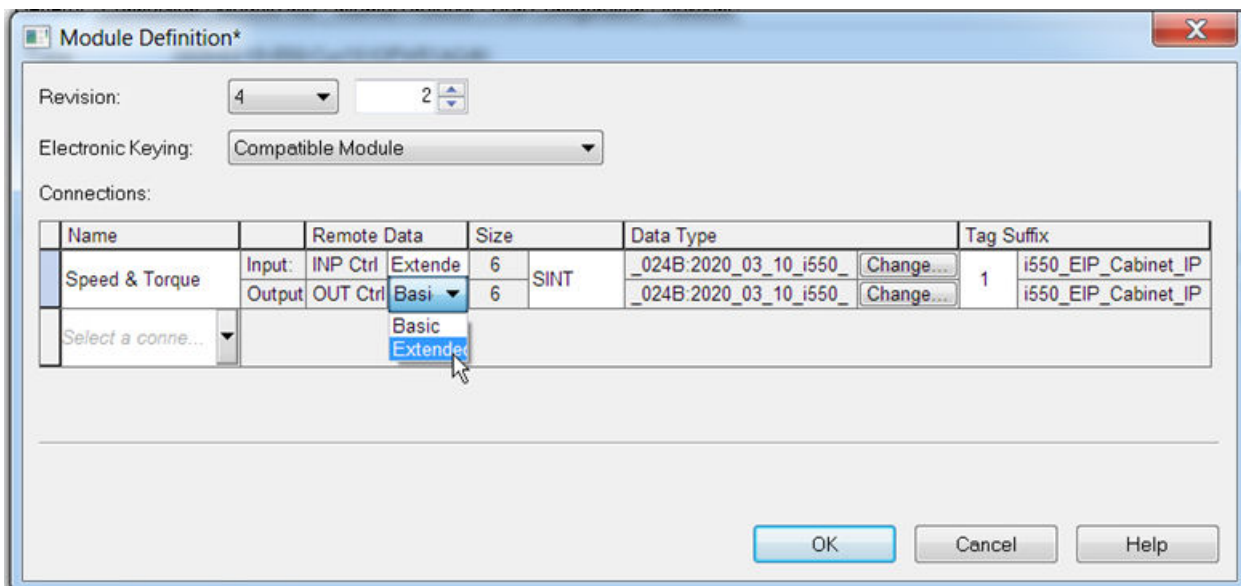 Module Definition*
Revision: 4 2
Electronic Keying: Compatible Module
Connections:
Name Remote Data Size Data Type Tag Suffix
Speed & Torque Input: INP Ctrl Extende 6 SINT _024B:2020_03_10_i550_ Change... 1 i550_EIP_Cabinet_IP
Output OUT Ctrl Basi 6 _024B:2020_03_10_i550_ Change... i550_EIP_Cabinet_IP
Select a conne...
Basic
Extended
OK Cancel Help